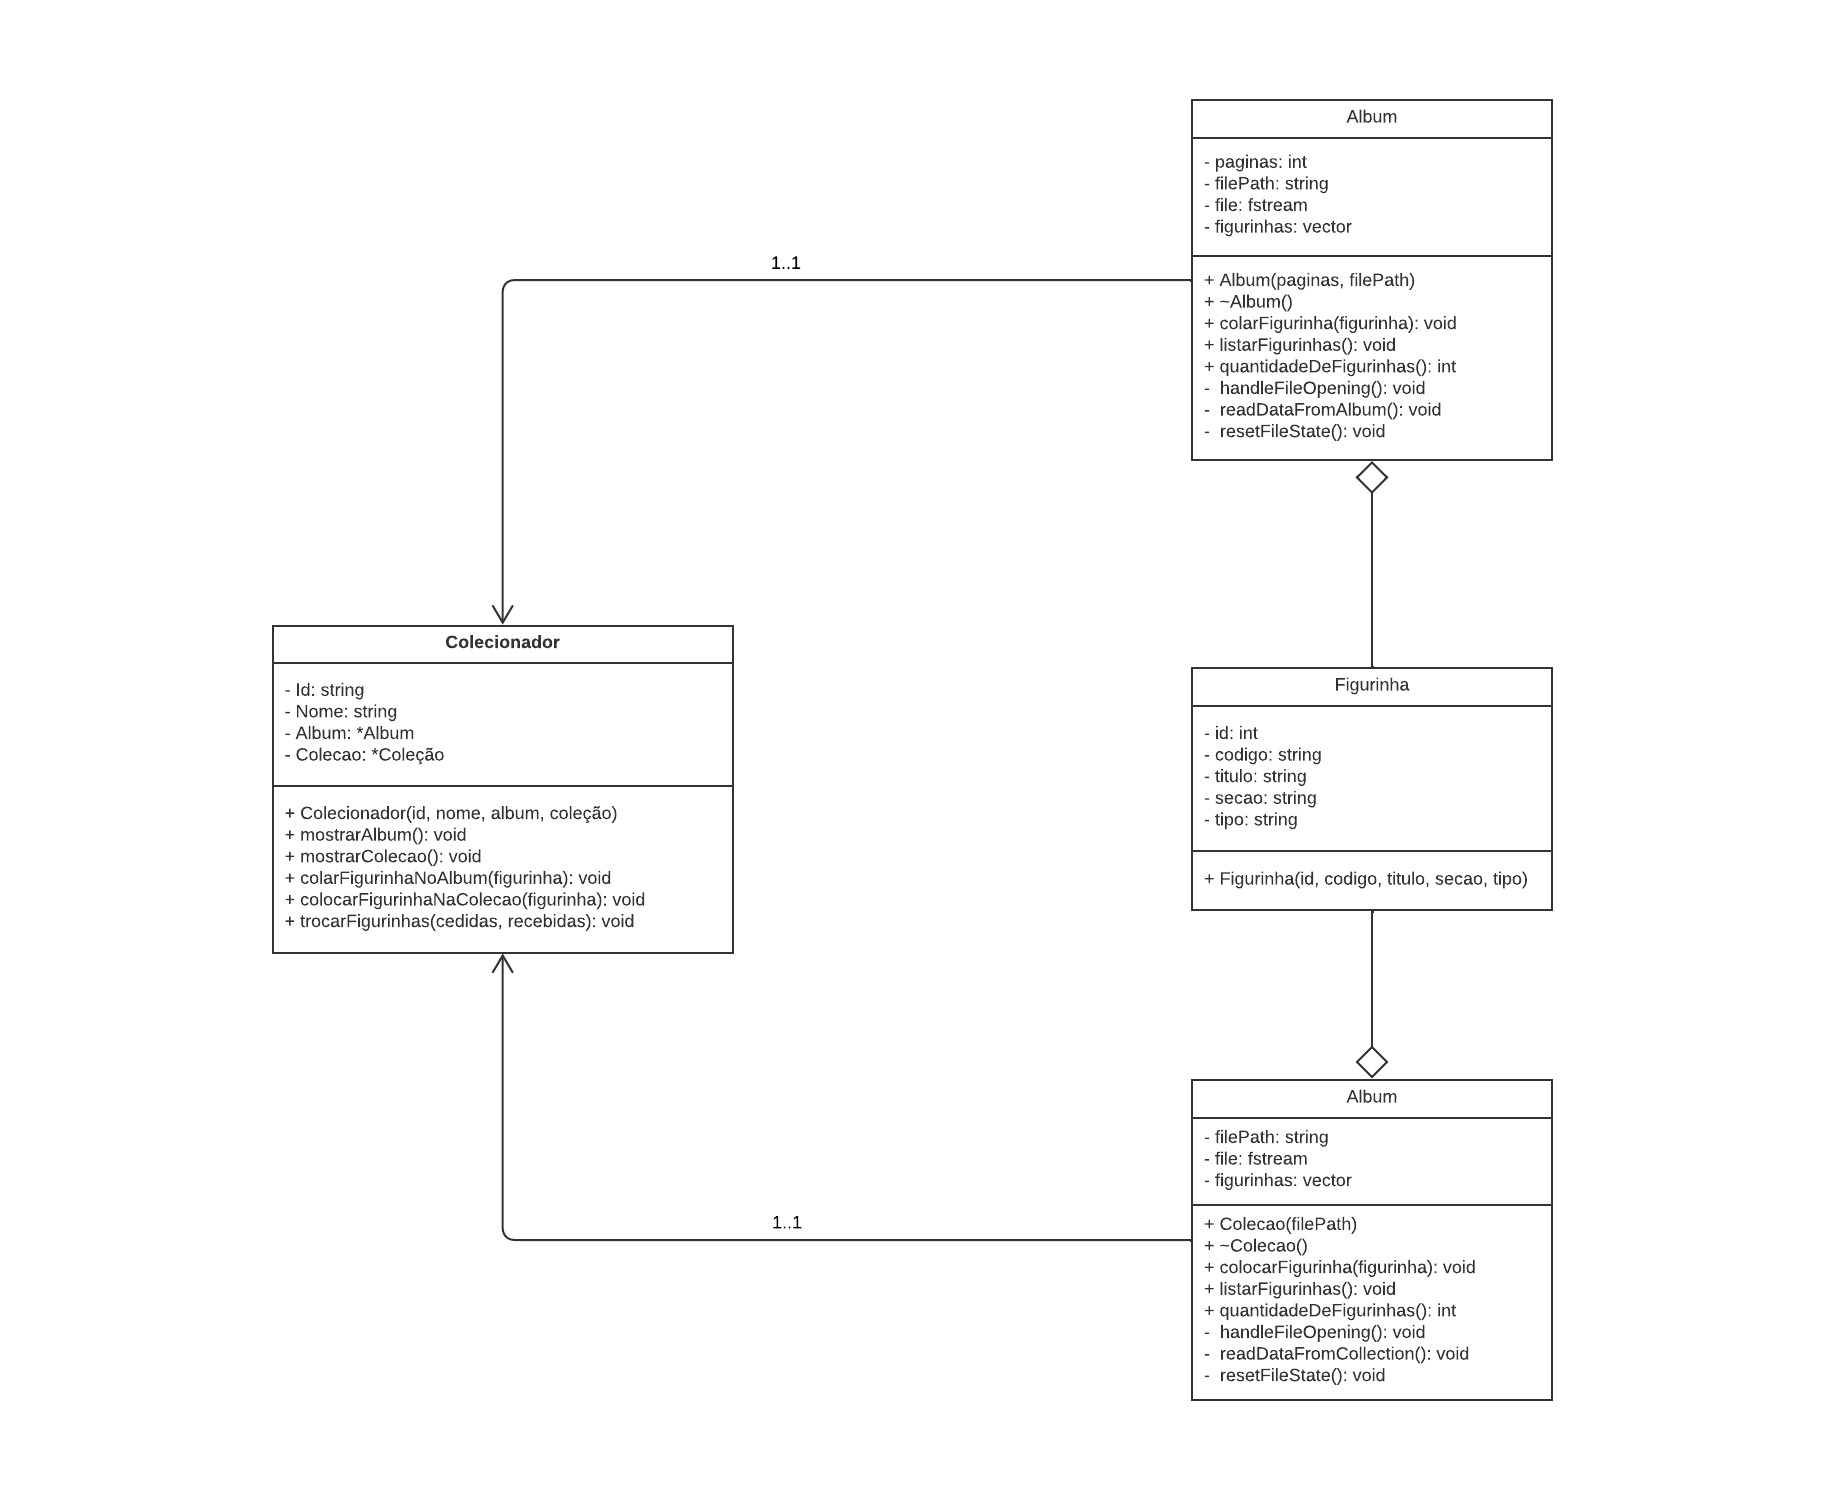 Album
- paginas: int
- filePath: string
- file: fstream
- figurinhas: vector
+ Album(paginas, filePath)
+ ~Album()
+ colarFigurinha(figurinha): void
+ listarFigurinhas(): void
+ quantidadeDeFigurinhas(): int
-  handleFileOpening(): void
-  readDataFromAlbum(): void
-  resetFileState(): void
1..1
Colecionador
- Id: string
- Nome: string
- Album: *Album
- Colecao: *Coleção
+ Colecionador(id, nome, album, coleção)
+ mostrarAlbum(): void
+ mostrarColecao(): void
+ colarFigurinhaNoAlbum(figurinha): void
+ colocarFigurinhaNaColecao(figurinha): void
+ trocarFigurinhas(cedidas, recebidas): void
Figurinha
- id: int
- codigo: string
- titulo: string
- secao: string
- tipo: string
+ Figurinha(id, codigo, titulo, secao, tipo)
1..1
Album
- filePath: string
- file: fstream
- figurinhas: vector
+ Colecao(filePath)
+ ~Colecao()
+ colocarFigurinha(figurinha): void
+ listarFigurinhas(): void
+ quantidadeDeFigurinhas(): int
-  handleFileOpening(): void
-  readDataFromCollection(): void
-  resetFileState(): void